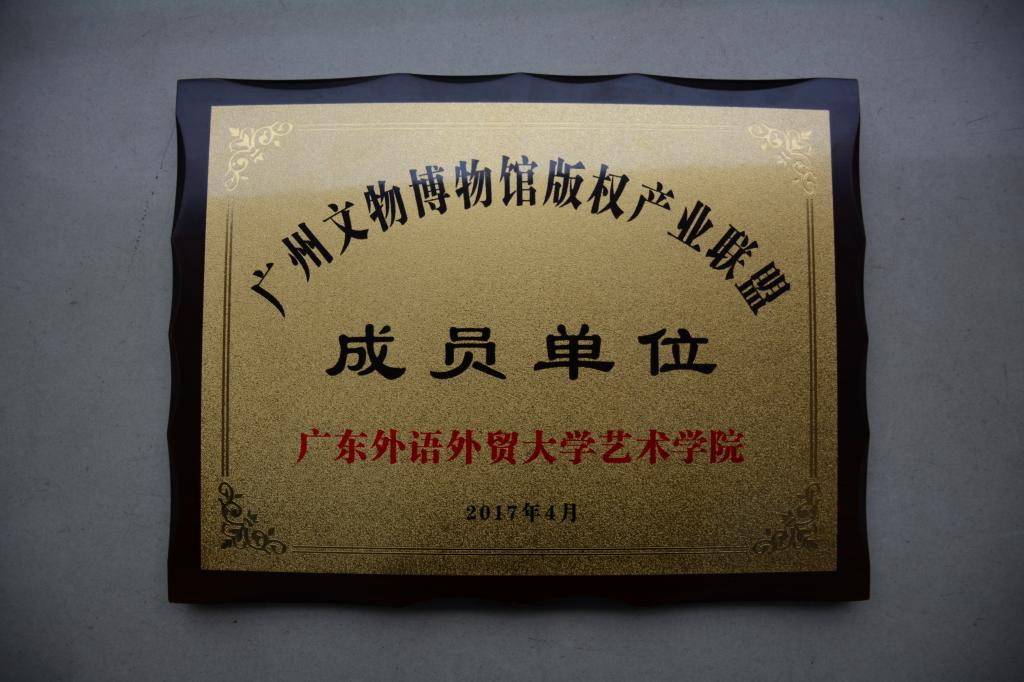 广州文物博物馆版权产业联盟
成员单位
广东外语外贸大学艺术学院
2017年4月